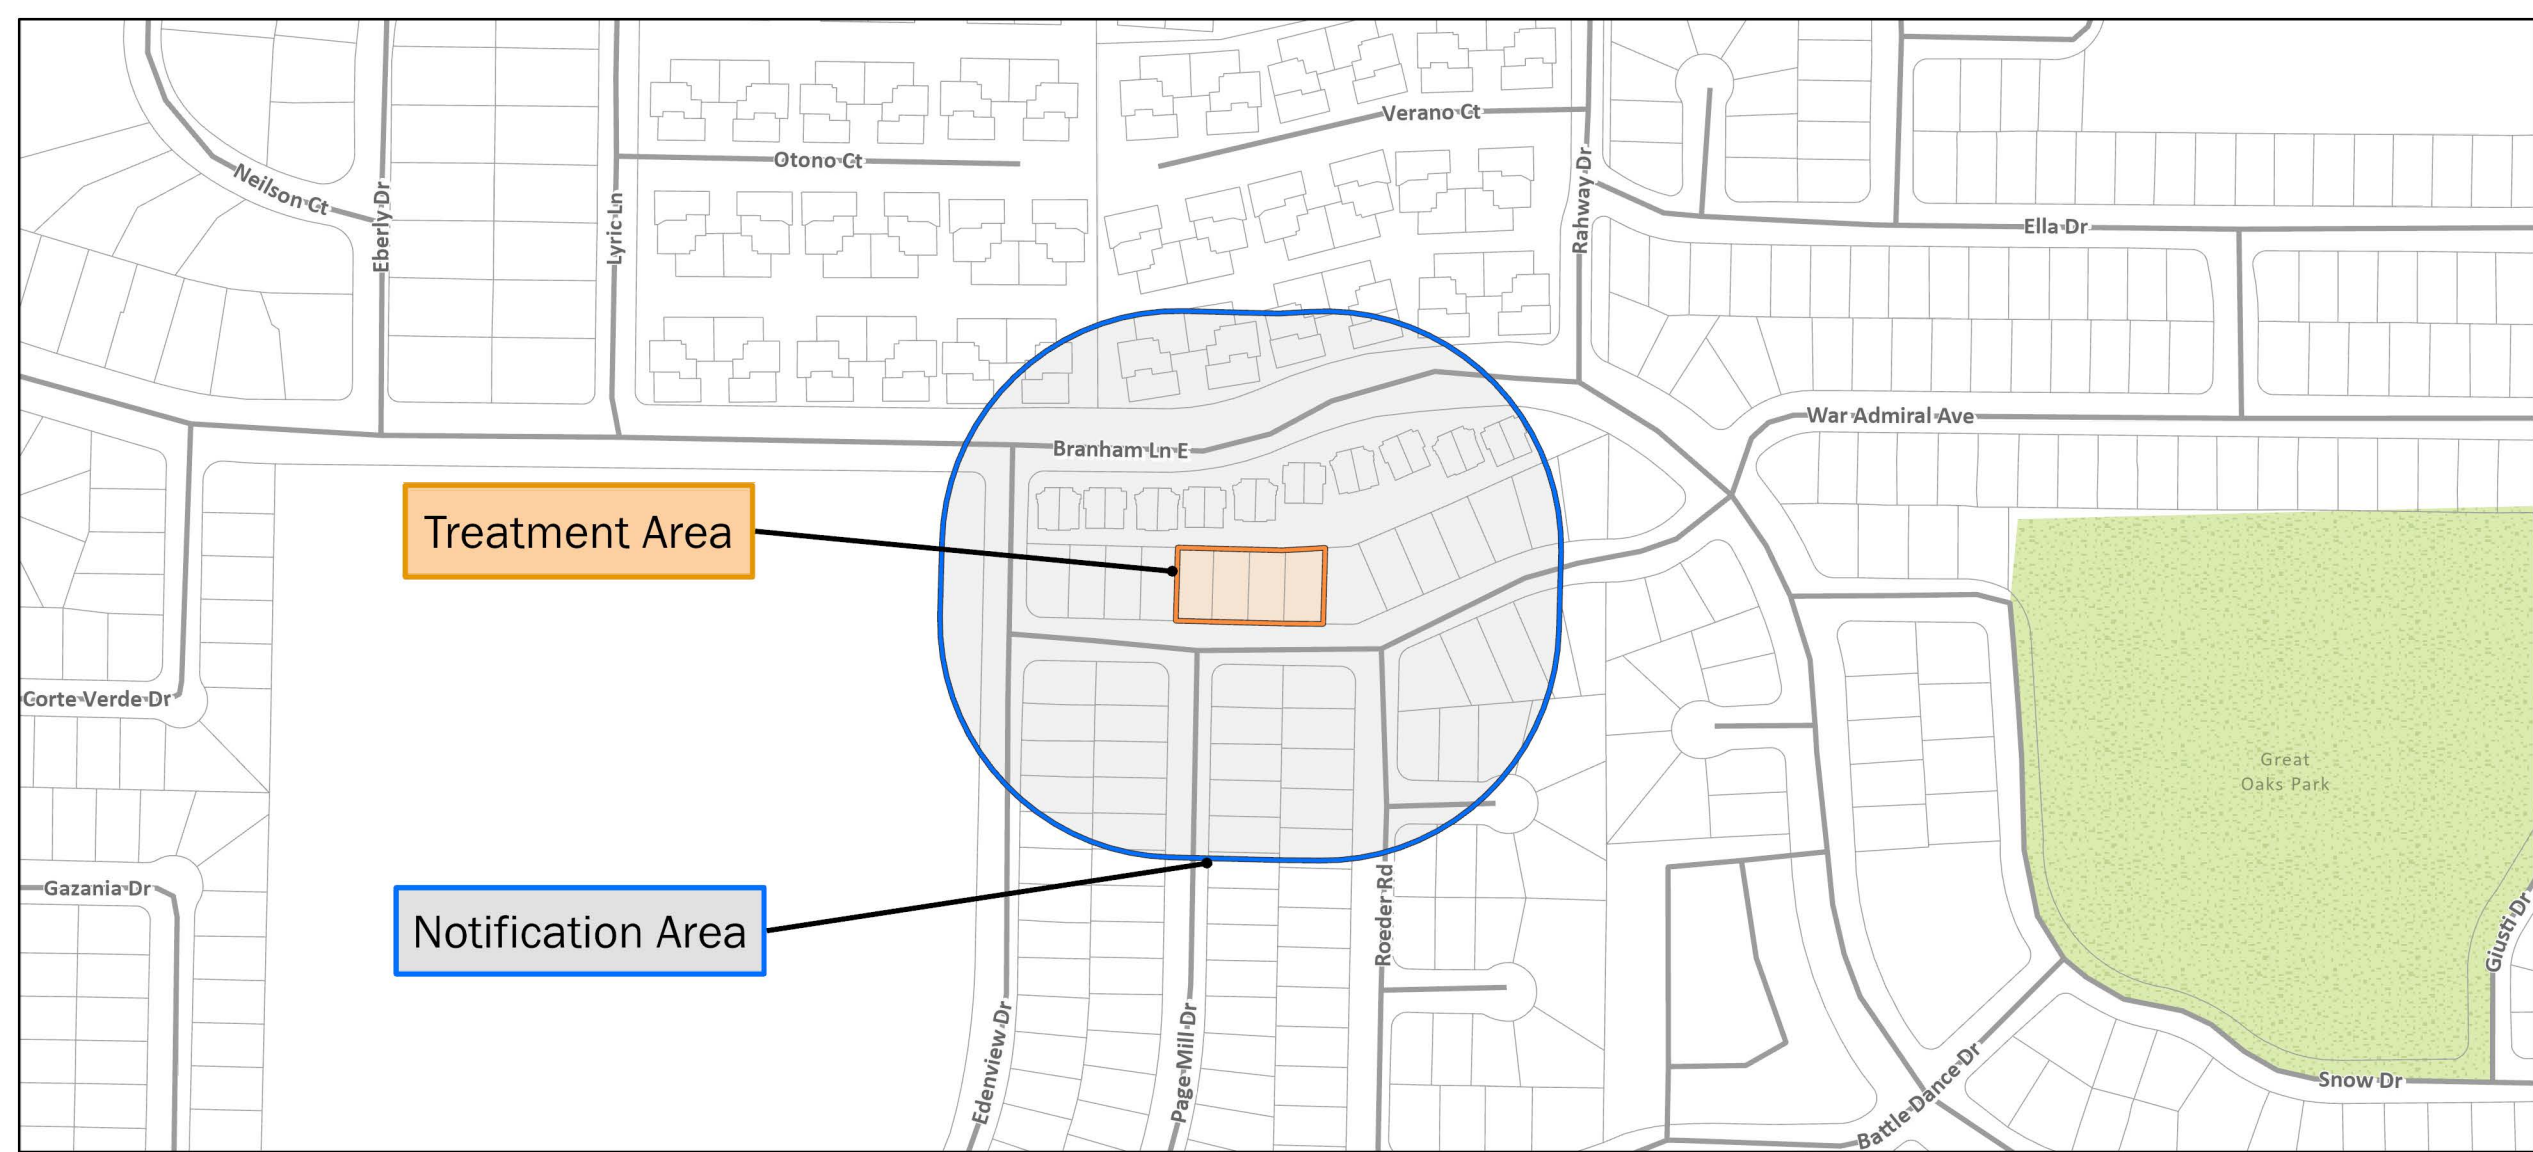 Verano Ct
Otono Ct
Neilson Ct
Eberly Dr
Lyric Ln
Rahway Dr
Ella Dr
War Admiral Ave
Branham Ln E
Treatment Area
Corte Verde Dr
Great
Oaks Park
Gazania Dr
Notification Area
Roeder Rd
Giusti Dr
Edenview Dr
Page Mill Dr
Snow Dr
Battle Dance Dr